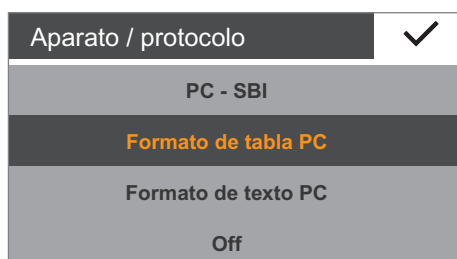 Aparato / protocolo
PC - SBI
Formato de tabla PC
Formato de texto PC
Off